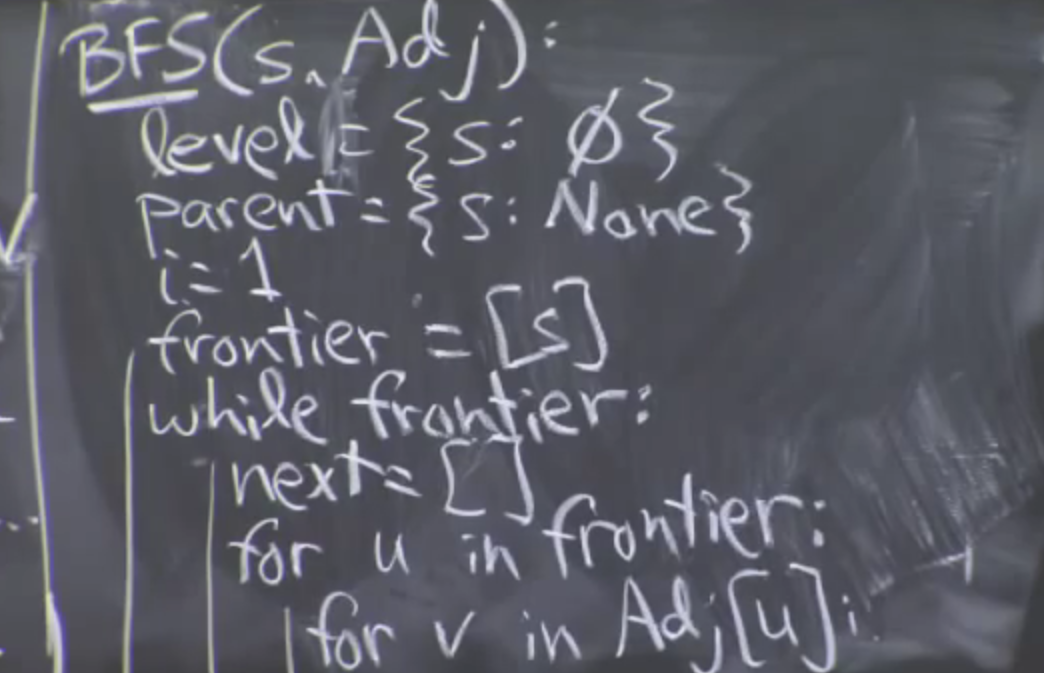 BFS(s, Adj):
level = {s: Ø}
parent = {s: None}
i = 1
frontier = [s]
while frontier:
next = [ ]
for u in frontier:
for v in Adj[u]: